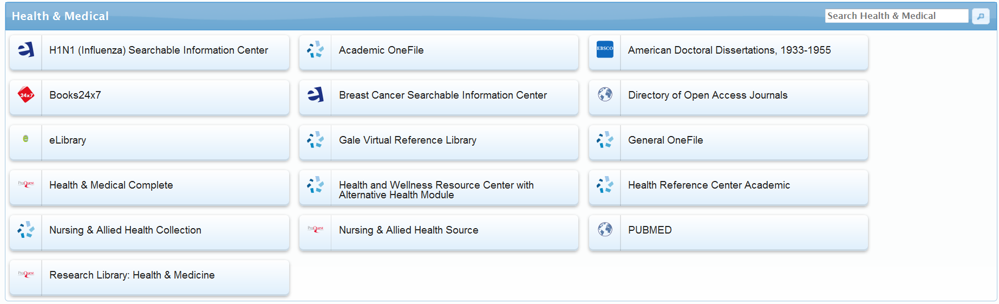 Health & Medical
Search Health & Medical
H1N1 (Influenza) Searchable Information Center
Academic OneFile
EBSCO
American Doctoral Dissertations, 1933-1955
24x7
Books24x7
Breast Cancer Searchable Information Center
Directory of Open Access Journals
eLibrary
Gale Virtual Reference Library
General OneFile
ProQuest
Health & Medical Complete
Health and Wellness Resource Center with
Alternative Health Module
Health Reference Center Academic
Nursing & Allied Health Collection
ProQuest
Nursing & Allied Health Source
PUBMED
ProQuest
Research Library: Health & Medicine